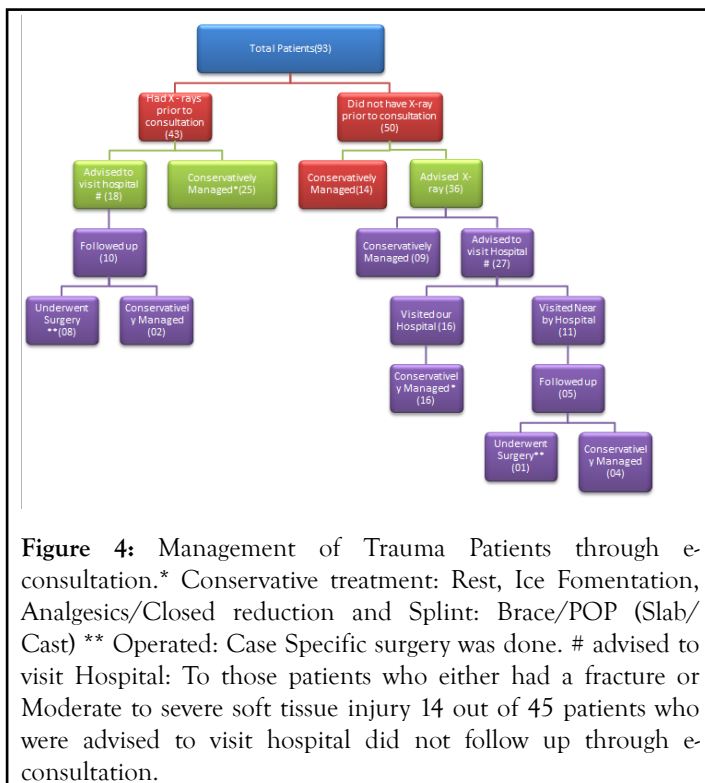 Total Patients(93)
Had X - rays
prior to
consultation
(43)
Did not have X-ray
prior to consultation
(50)
Advised to
visit hospital
# (18)
Conservatively
Managed*(25)
Conservatively
Managed(14)
Advised X-
ray (36)
Followed up
(10)
Conservatively
Managed (09)
Advised to
visit Hospital
# (27)
Underwent
Surgery
**(08)
Conservativel
y Managed
(02)
Visited our
Hospital (16)
Visited Near
by Hospital
(11)
Conservativel
y Managed*
(16)
Followed up
(05)
Underwent
Surgery**
(01)
Conservativel
y Managed
(04)
Figure 4: Management of Trauma Patients through e-
consultation.* Conservative treatment: Rest, Ice Fomentation,
Analgesics/Closed reduction and Splint: Brace/POP (Slab/
Cast) ** Operated: Case Specific surgery was done. # advised to
visit Hospital: To those patients who either had a fracture or
Moderate to severe soft tissue injury 14 out of 45 patients who
were advised to visit hospital did not follow up through e-
consultation.